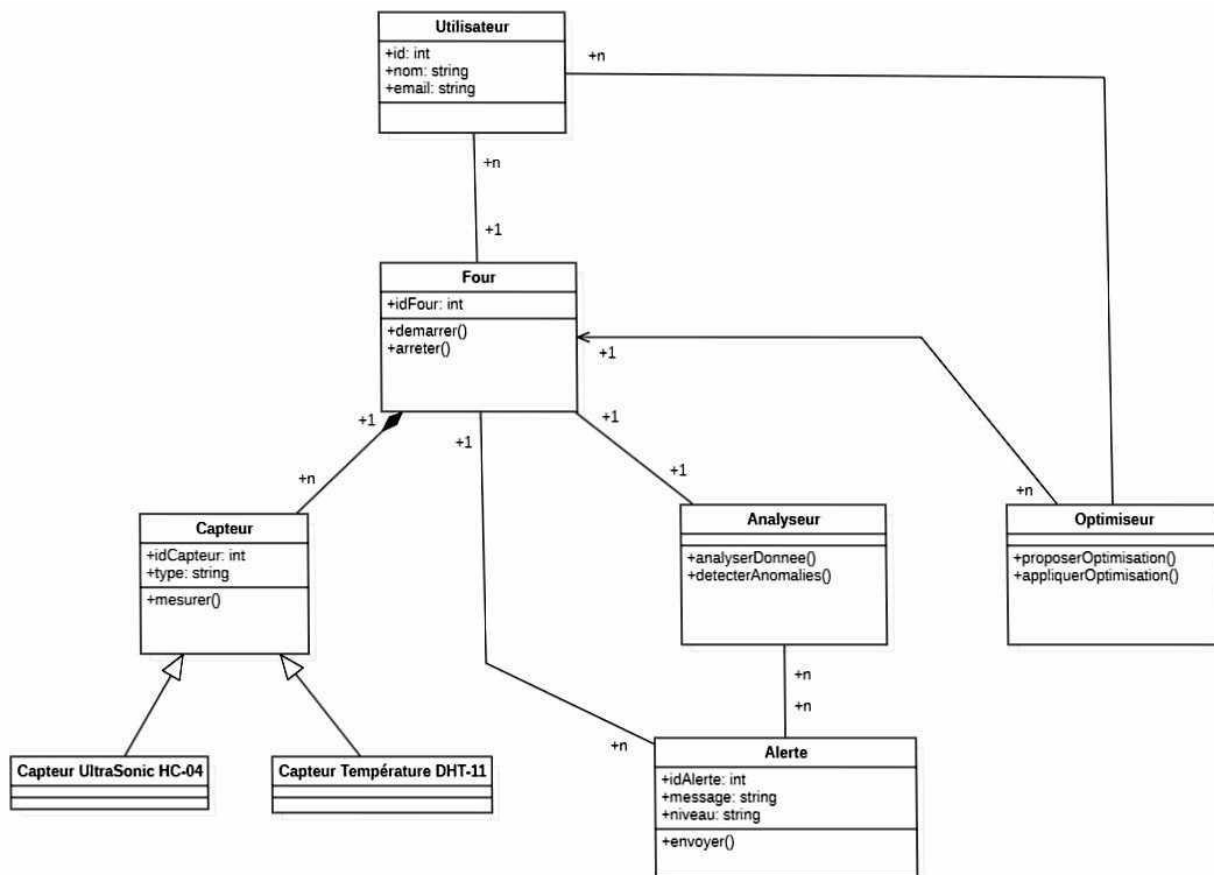 Utilisateur
+id: int
+nom: string
+email: string
+n
+n
+1
Four
+idFour: int
+demarrer()
+arreter()
+1
+1
+1
+1
+n
+1
+n
Capteur
+idCapteur: int
+type: string
+mesurer()
Analyseur
+analyserDonnee()
+detecterAnomalies()
Optimiseur
+proposerOptimisation()
+appliquerOptimisation()
+n
+n
+n
Capteur UltraSonic HC-04
Capteur Température DHT-11
Alerte
+idAlerte: int
+message: string
+niveau: string
+envoyer()